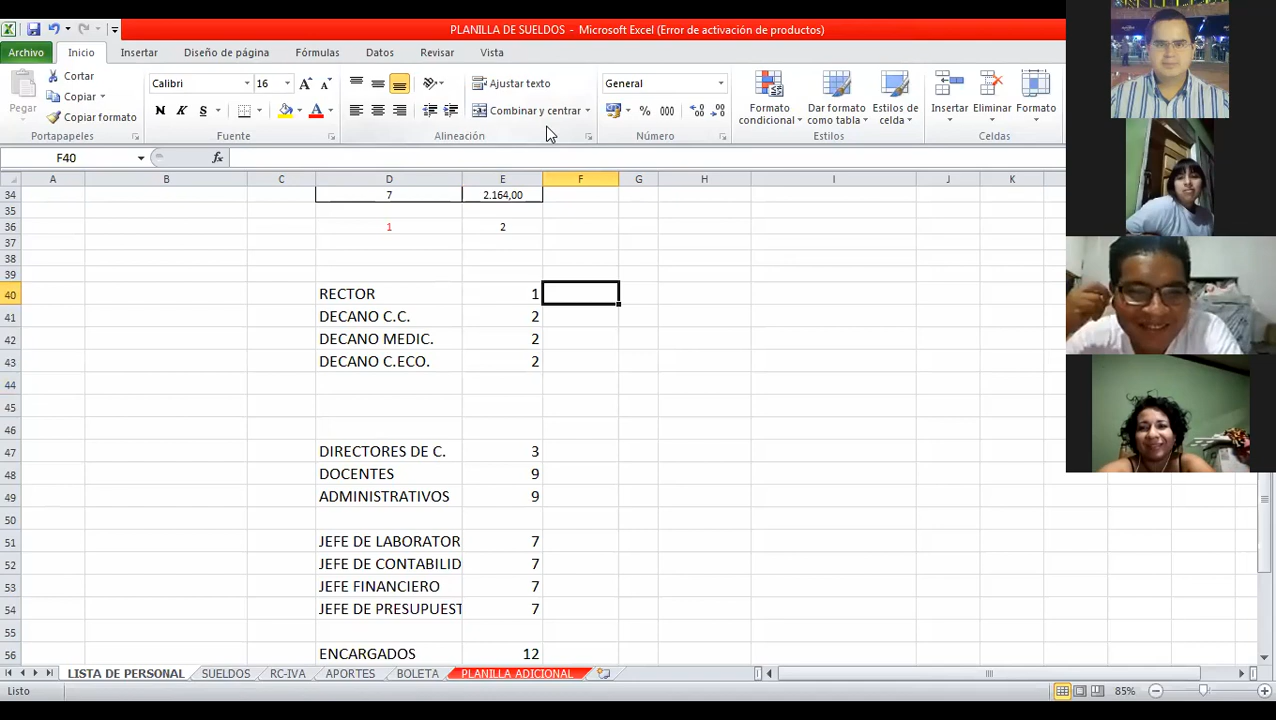 PLANILLA DE SUELDOS - Microsoft Excel (Error de activación de productos)
Archivo Inicio Insertar Diseño de página Fórmulas Datos Revisar Vista
Pegar
Cortar
Copiar
Copiar formato
Portapapeles
Calibri 16 A A
N K S A
Fuente
Ajustar texto
Combinar y centrar
Alineación
General
% 000
Número
Formato condicional
Dar formato como tabla
Estilos de celda
Estilos
Insertar Eliminar Formato
Celdas
F40 fx
A B C D E F G H I J K
34 7 2.164,00
35
36 1 2
37
38
39
40 RECTOR 1
41 DECANO C.C. 2
42 DECANO MEDIC. 2
43 DECANO C.ECO. 2
44
45
46
47 DIRECTORES DE C. 3
48 DOCENTES 9
49 ADMINISTRATIVOS 9
50
51 JEFE DE LABORATOR 7
52 JEFE DE CONTABILID 7
53 JEFE FINANCIERO 7
54 JEFE DE PRESUPUEST 7
55
56 ENCARGADOS 12
LISTA DE PERSONAL SUELDOS RC-IVA APORTES BOLETA PLANILLA ADICIONAL
Listo 85%